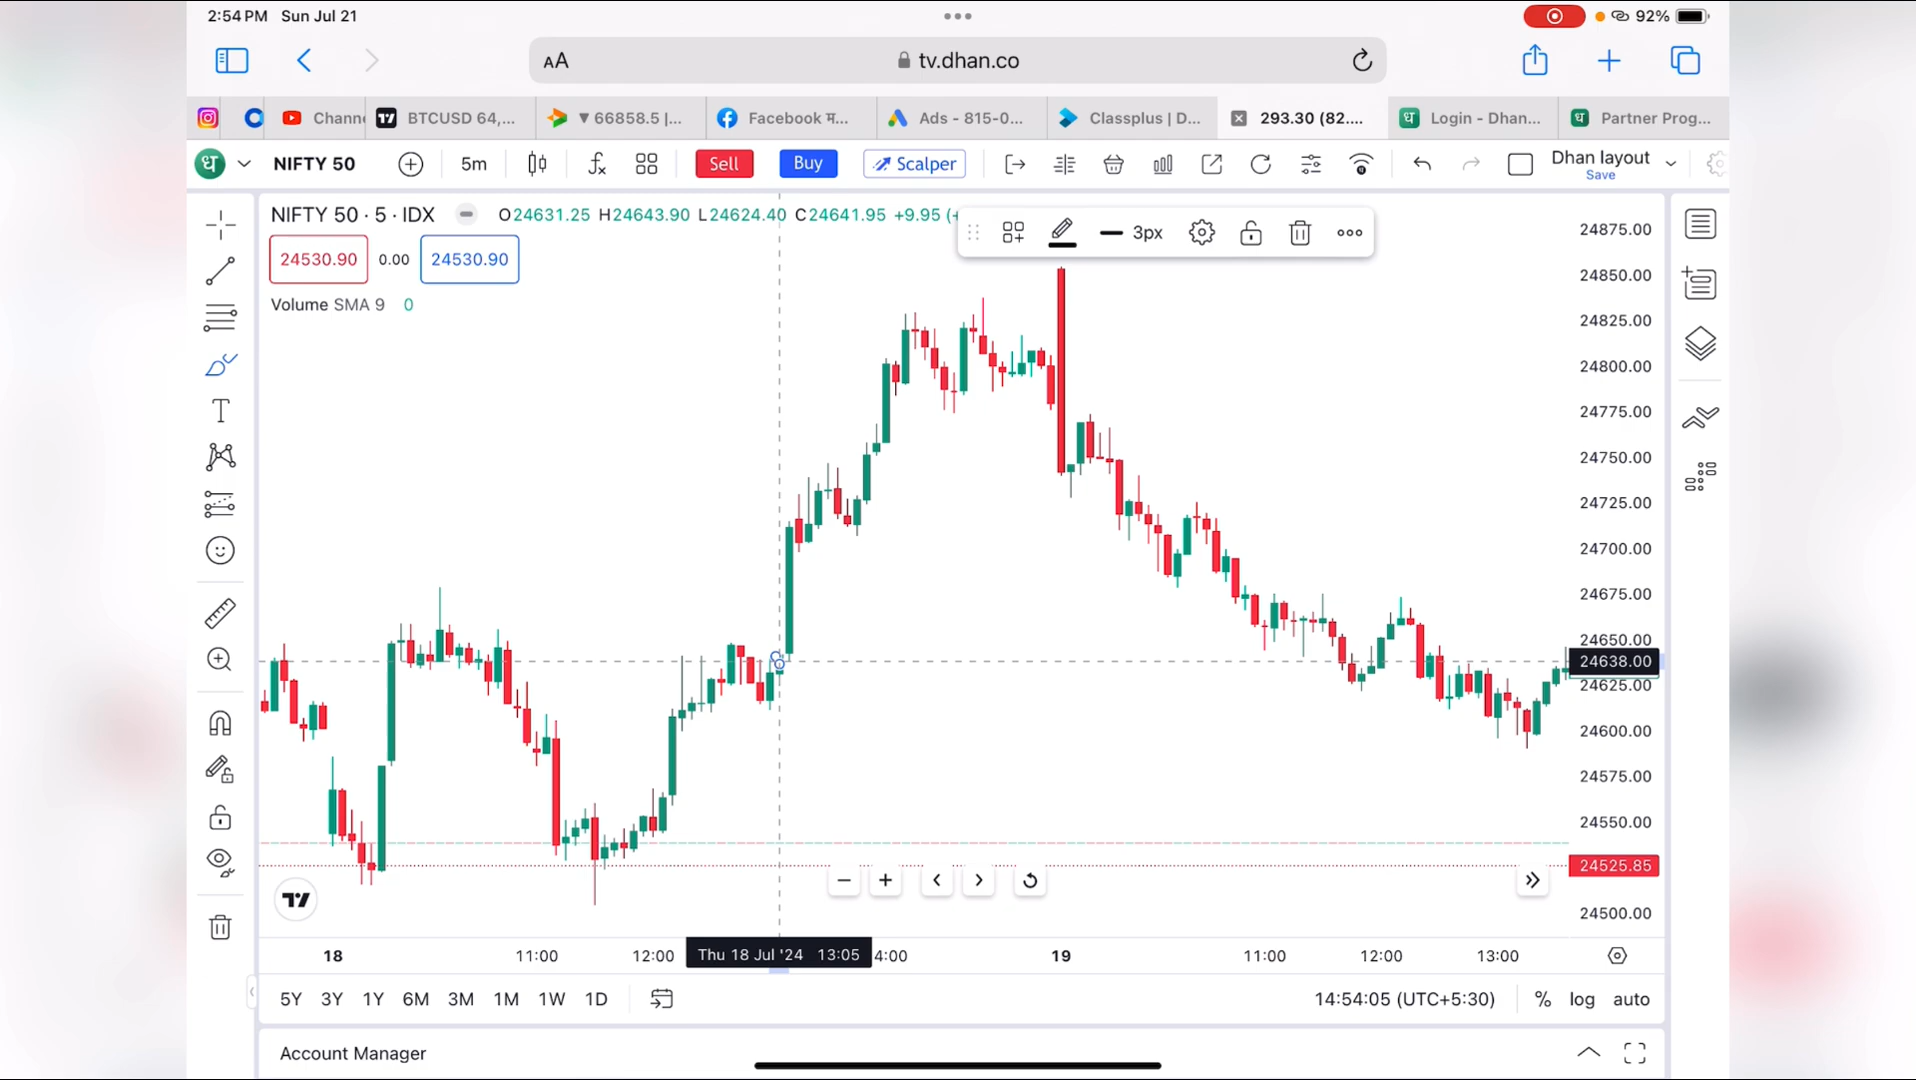 2:54 PM Sun Jul 21
92%
AA tv.dhan.co
Chann
BTCUSD 64,...
▼ 66858.5 |...
Facebook म...
Ads - 815-0...
Classplus | D...
293.30 (82....
Login - Dhan...
Partner Prog...
ध NIFTY 50 5m Sell Buy Scalper Dhan layout
Save
NIFTY 50 · 5 · IDX O24631.25 H24643.90 L24624.40 C24641.95 +9.95 (+
3px
24530.90 0.00 24530.90
Volume SMA 9 0
24875.00
24850.00
24825.00
24800.00
24775.00
24750.00
24725.00
24700.00
24675.00
24650.00
24638.00
24625.00
24600.00
24575.00
24550.00
24525.85
24500.00
18 11:00 12:00 Thu 18 Jul '24 13:05 4:00 19 11:00 12:00 13:00
5Y 3Y 1Y 6M 3M 1M 1W 1D 14:54:05 (UTC+5:30) % log auto
Account Manager